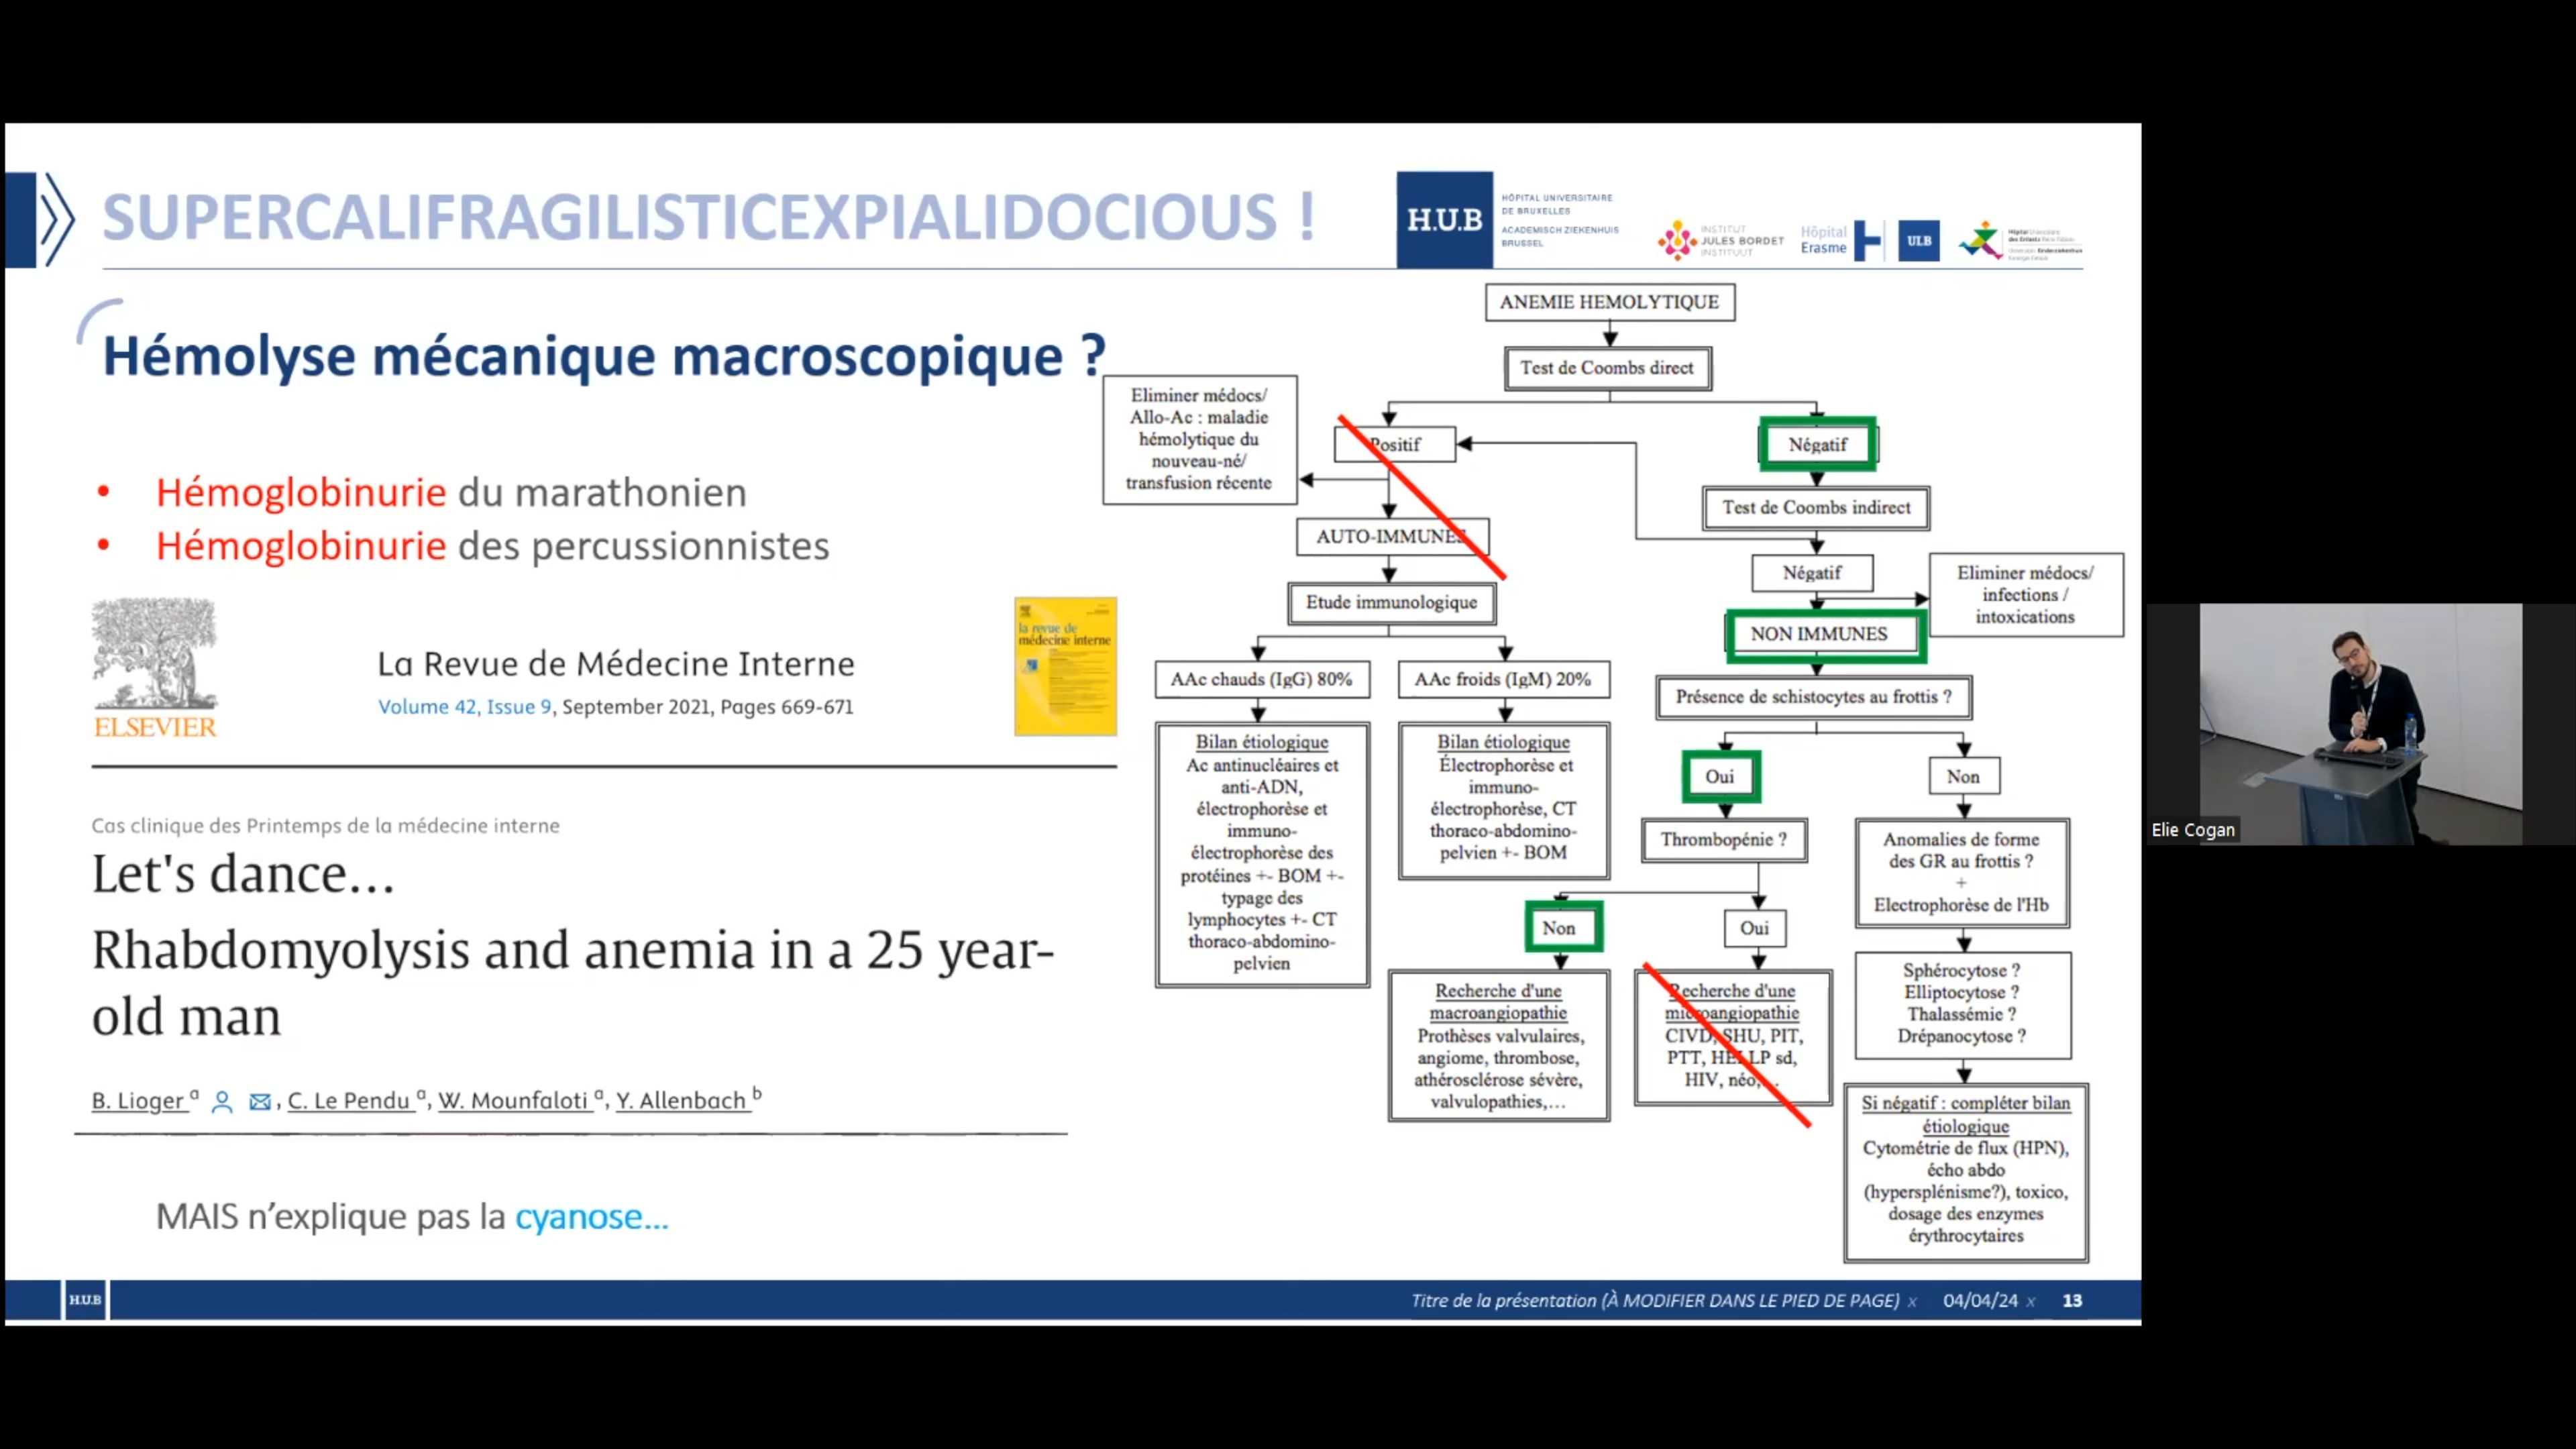 SUPERCALIFRAGILISTICEXPIALIDOCIOUS !
H.U.B
HÔPITAL UNIVERSITAIRE
DE BRUXELLES
ACADEMISCH ZIEKENHUIS
BRUSSEL
INSTITUT
JULES BORDET
INSTITUUT
Hôpital
Erasme
ULB
Hémolyse mécanique macroscopique ?
• Hémoglobinurie du marathonien
• Hémoglobinurie des percussionnistes
ELSEVIER
La Revue de Médecine Interne
Volume 42, Issue 9, September 2021, Pages 669-671
la revue de
médecine interne
Cas clinique des Printemps de la médecine interne
Let's dance…
Rhabdomyolysis and anemia in a 25 year-
old man
B. Lioger a, C. Le Pendu a, W. Mounfaloti a, Y. Allenbach b
MAIS n’explique pas la cyanose…
ANEMIE HEMOLYTIQUE
Test de Coombs direct
Eliminer médocs/
Allo-Ac : maladie
hémolytique du
nouveau-né/
transfusion récente
Positif
Négatif
Test de Coombs indirect
AUTO-IMMUNES
Négatif
Eliminer médocs/
infections /
intoxications
Etude immunologique
NON IMMUNES
AAc chauds (IgG) 80%
AAc froids (IgM) 20%
Présence de schistocytes au frottis ?
Bilan étiologique
Ac antinucléaires et
anti-ADN,
électrophorèse et
immuno-
électrophorèse des
protéines +- BOM +-
typage des
lymphocytes +- CT
thoraco-abdomino-
pelvien
Bilan étiologique
Électrophorèse et
immuno-
électrophorèse, CT
thoraco-abdomino-
pelvien +- BOM
Oui
Non
Thrombopénie ?
Anomalies de forme
des GR au frottis ?
+
Electrophorèse de l'Hb
Non
Oui
Recherche d'une
macroangiopathie
Prothèses valvulaires,
angiome, thrombose,
athérosclérose sévère,
valvulopathies,…
Recherche d'une
microangiopathie
CIVD, SHU, PIT,
PTT, HELLP sd,
HIV, néo,…
Sphérocytose ?
Elliptocytose ?
Thalassémie ?
Drépanocytose ?
Si négatif : compléter bilan
étiologique
Cytométrie de flux (HPN),
écho abdo
(hypersplénisme?), toxico,
dosage des enzymes
érythrocytaires
H.U.B
Titre de la présentation (À MODIFIER DANS LE PIED DE PAGE) x 04/04/24 x 13
Elie Cogan